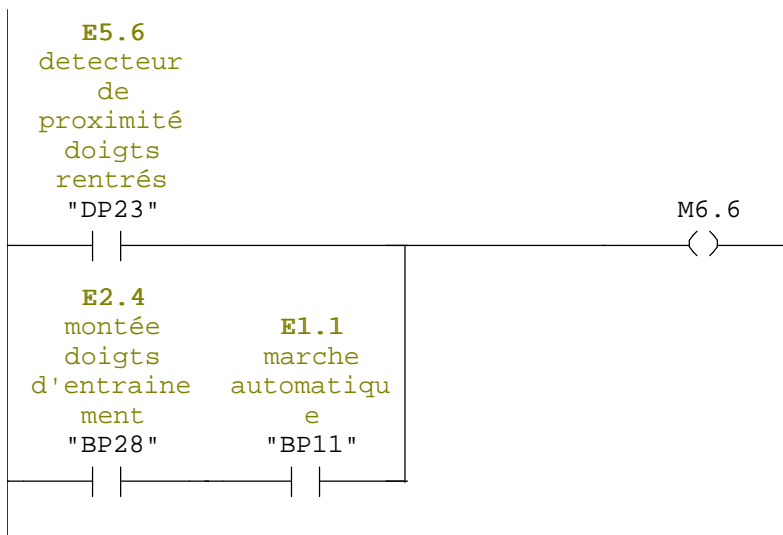 E5.6
detecteur
de
proximité
doigts
rentrés
"DP23"
M6.6
E2.4
montée
doigts
d'entraine
ment
"BP28"
E1.1
marche
automatiqu
e
"BP11"